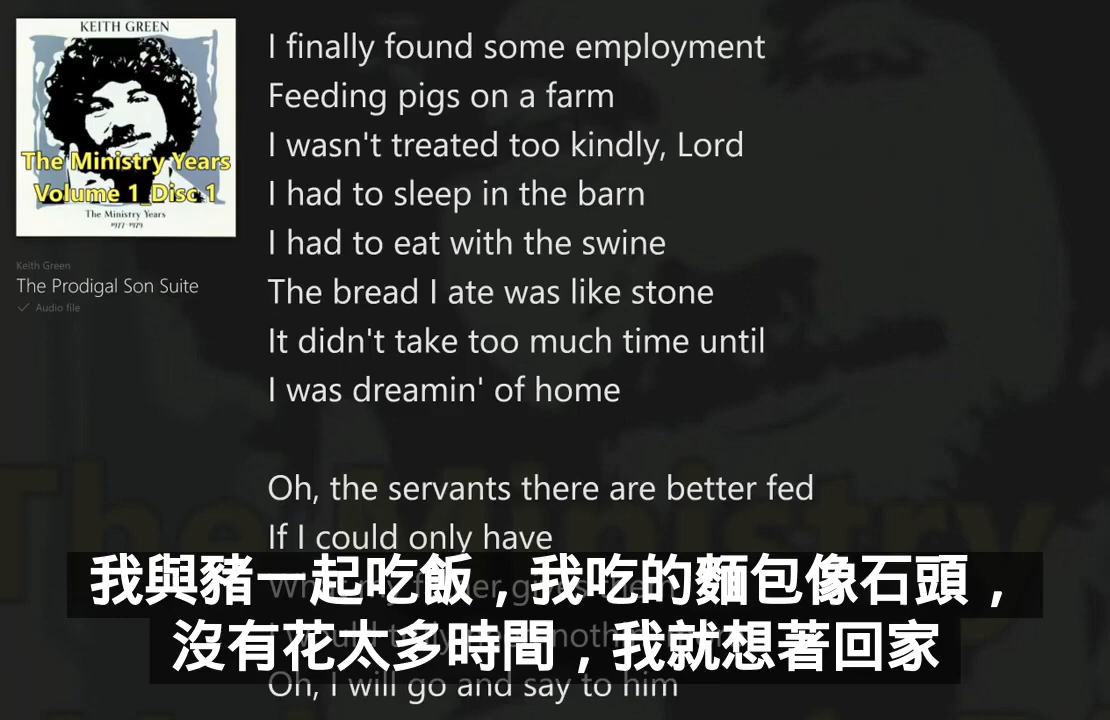 KEITH GREEN
The Ministry Years
Volume 1_Disc 1
The Ministry Years
1977-1979
Keith Green
The Prodigal Son Suite
Audio file
I finally found some employment
Feeding pigs on a farm
I wasn't treated too kindly, Lord
I had to sleep in the barn
I had to eat with the swine
The bread I ate was like stone
It didn't take too much time until
I was dreamin' of home
Oh, the servants there are better fed
If I could only have
我與豬一起吃飯，我吃的麵包像石頭，
沒有花太多時間，我就想著回家
Oh, I will go and say to him